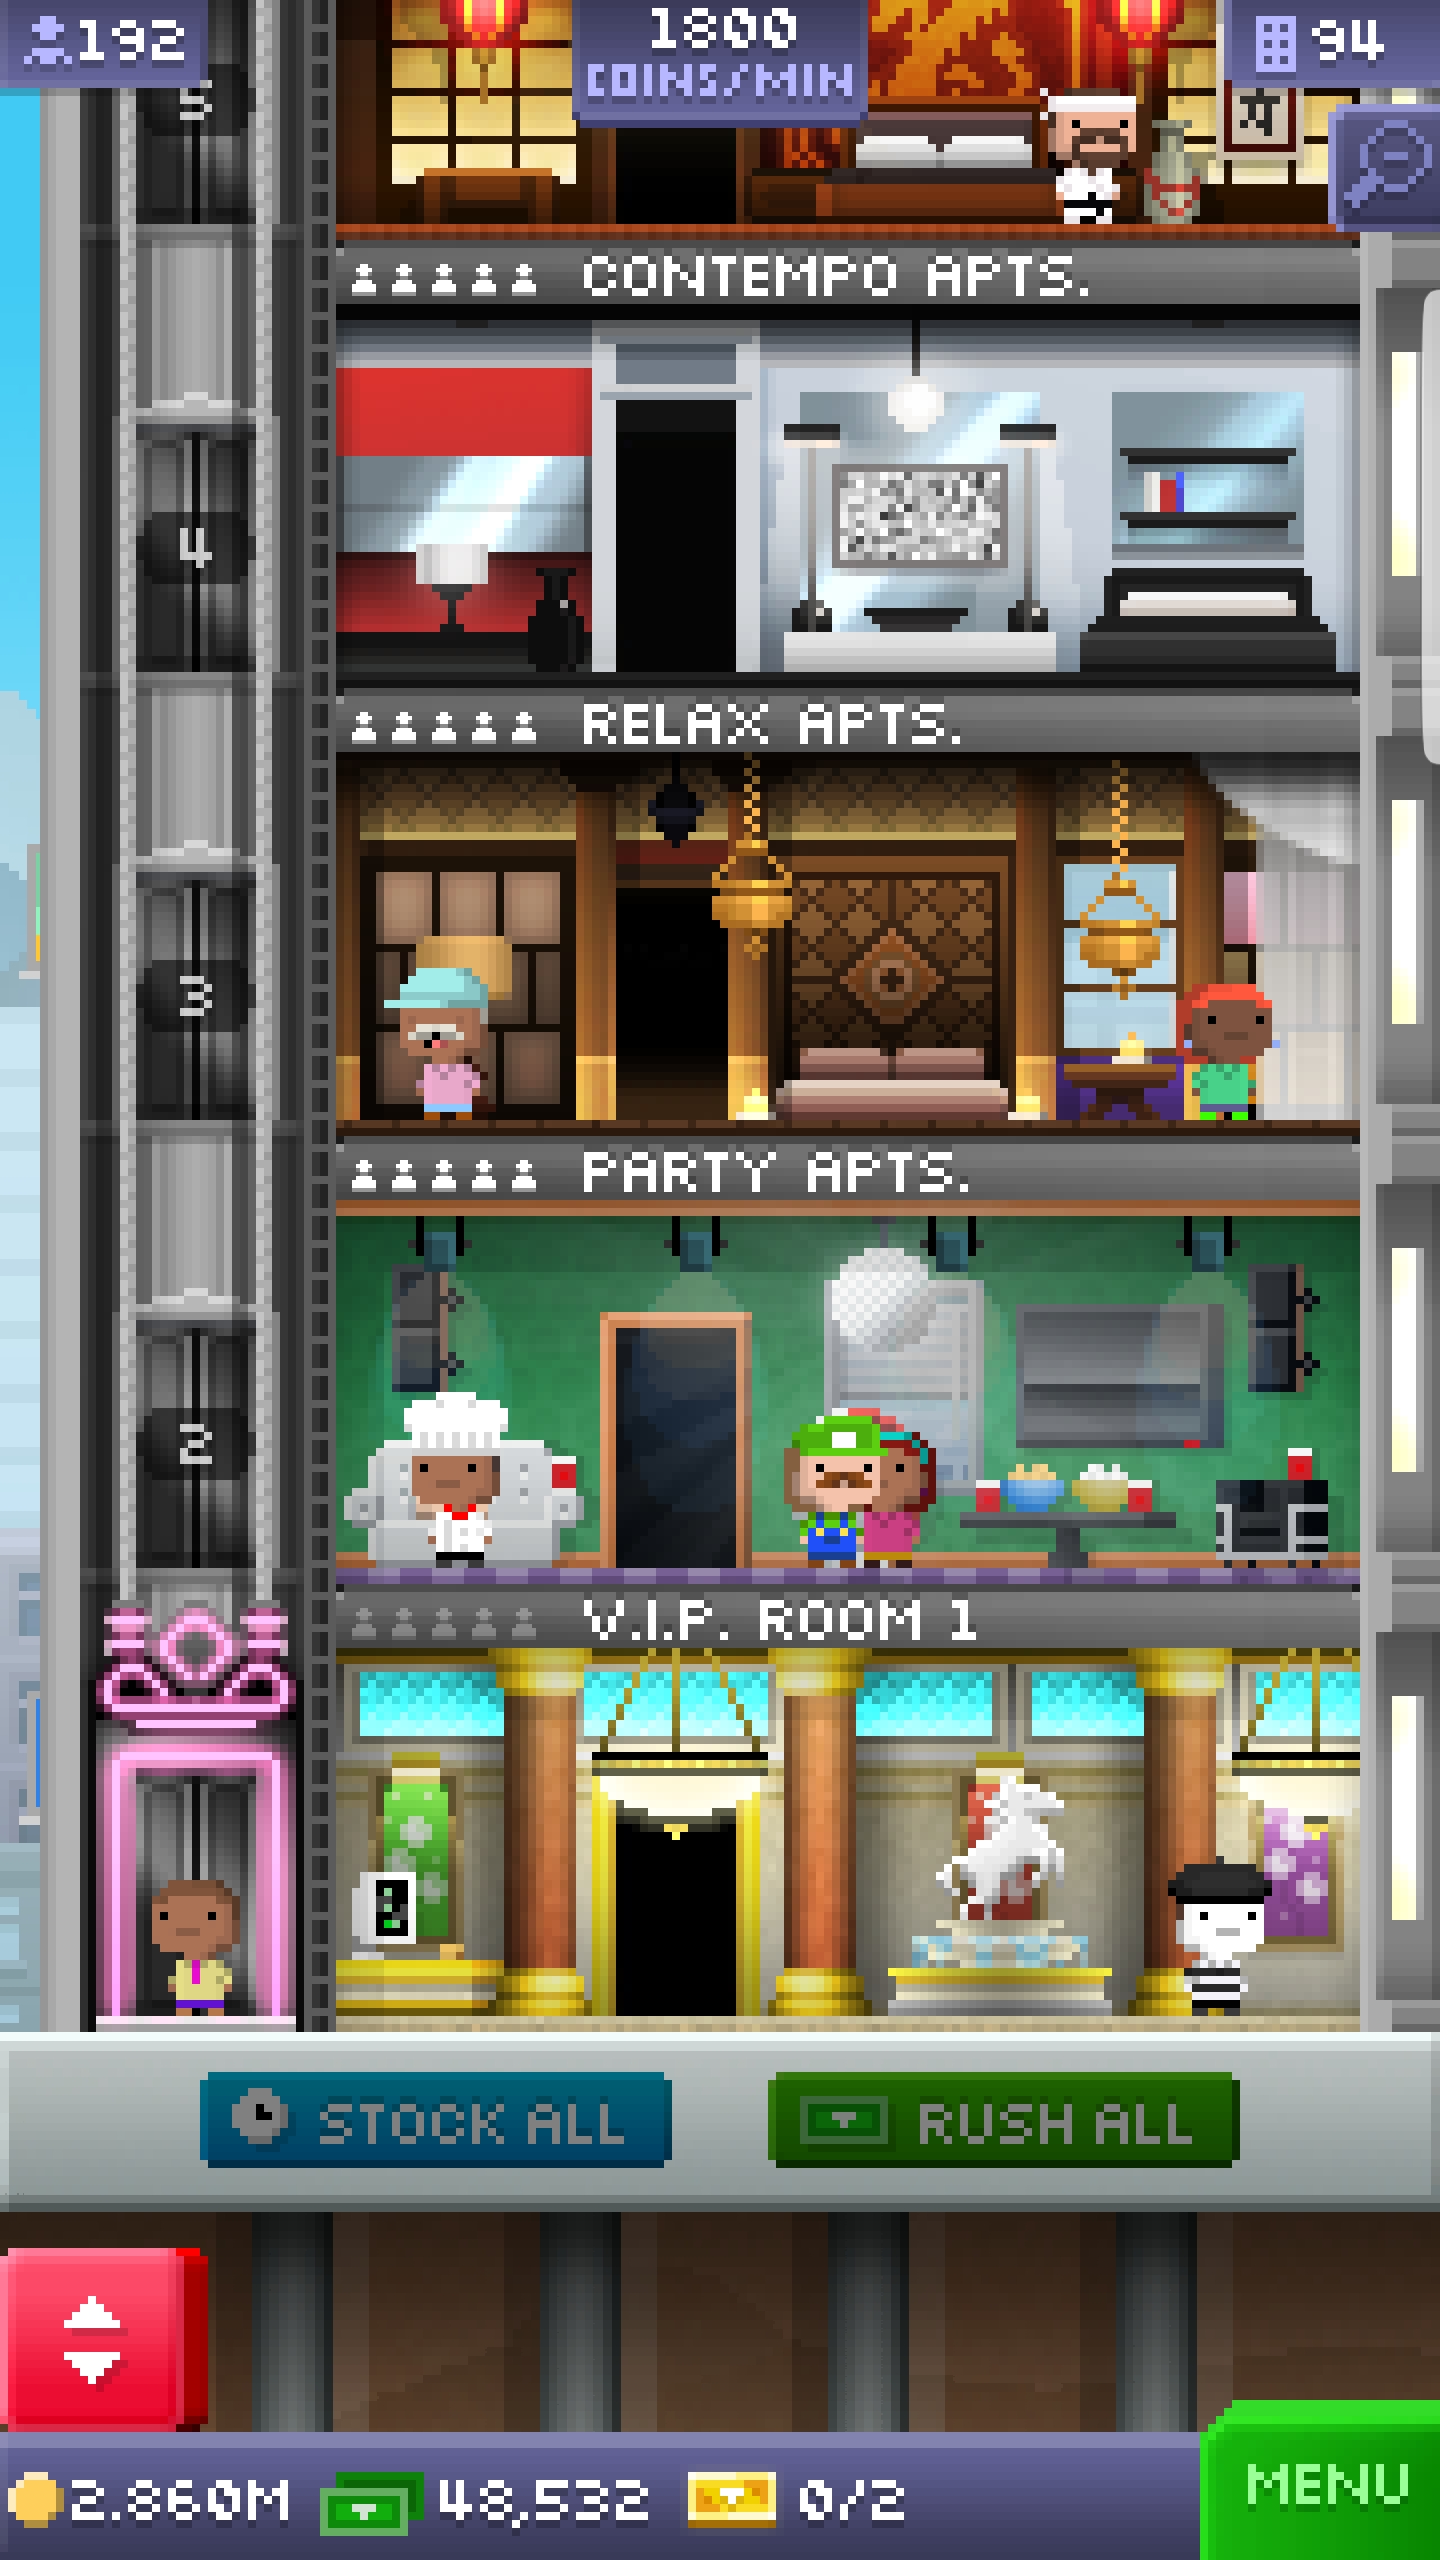 192
1800
COINS/MIN
94
5
CONTEMPO APTS.
4
RELAX APTS.
3
PARTY APTS.
2
V.I.P. ROOM 1
STOCK ALL
RUSH ALL
2.860M
48,532
0/2
MENU